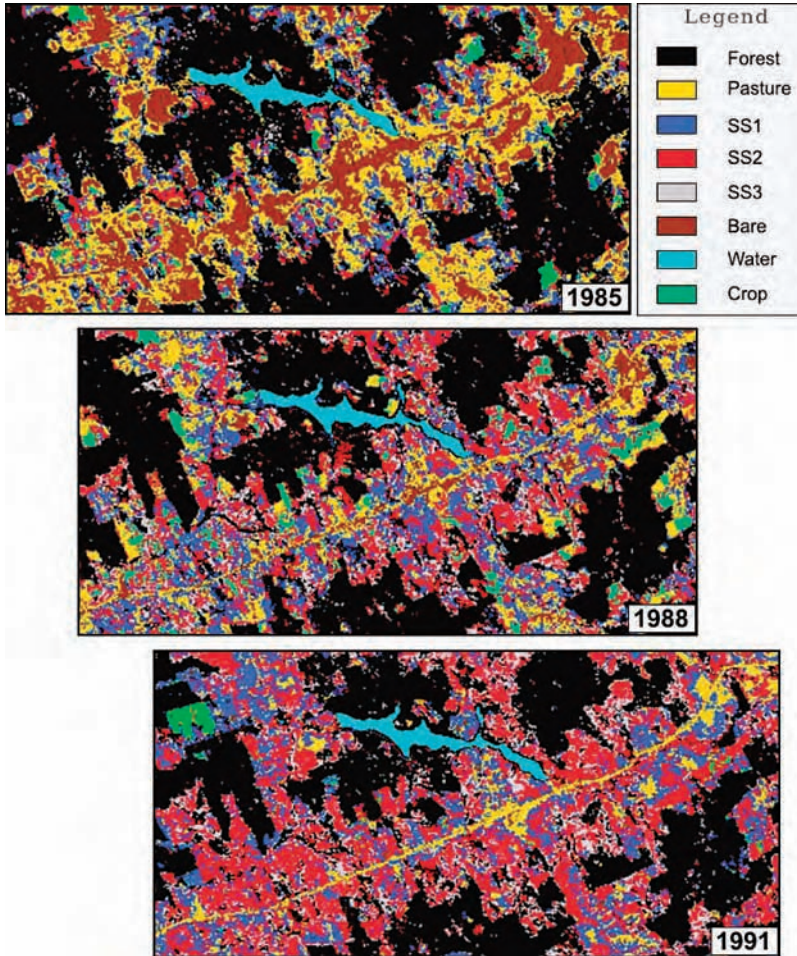 Legend
Forest
Pasture
SS1
SS2
SS3
Bare
Water
Crop
1985
1988
1991